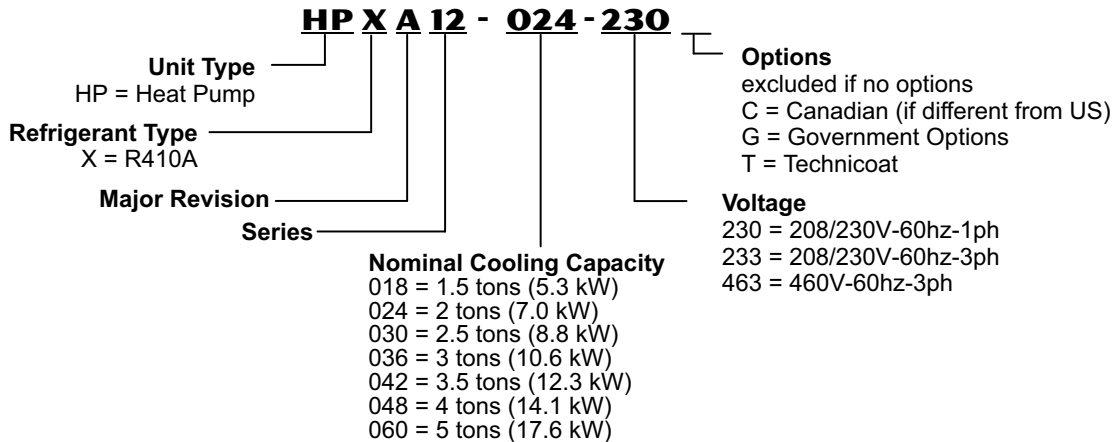 HP X A 12 - 024 - 230
Unit Type
HP = Heat Pump
Refrigerant Type
X = R410A
Major Revision
Series
Nominal Cooling Capacity
018 = 1.5 tons (5.3 kW)
024 = 2 tons (7.0 kW)
030 = 2.5 tons (8.8 kW)
036 = 3 tons (10.6 kW)
042 = 3.5 tons (12.3 kW)
048 = 4 tons (14.1 kW)
060 = 5 tons (17.6 kW)
Options
excluded if no options
C = Canadian (if different from US)
G = Government Options
T = Technicoat
Voltage
230 = 208/230V-60hz-1ph
233 = 208/230V-60hz-3ph
463 = 460V-60hz-3ph